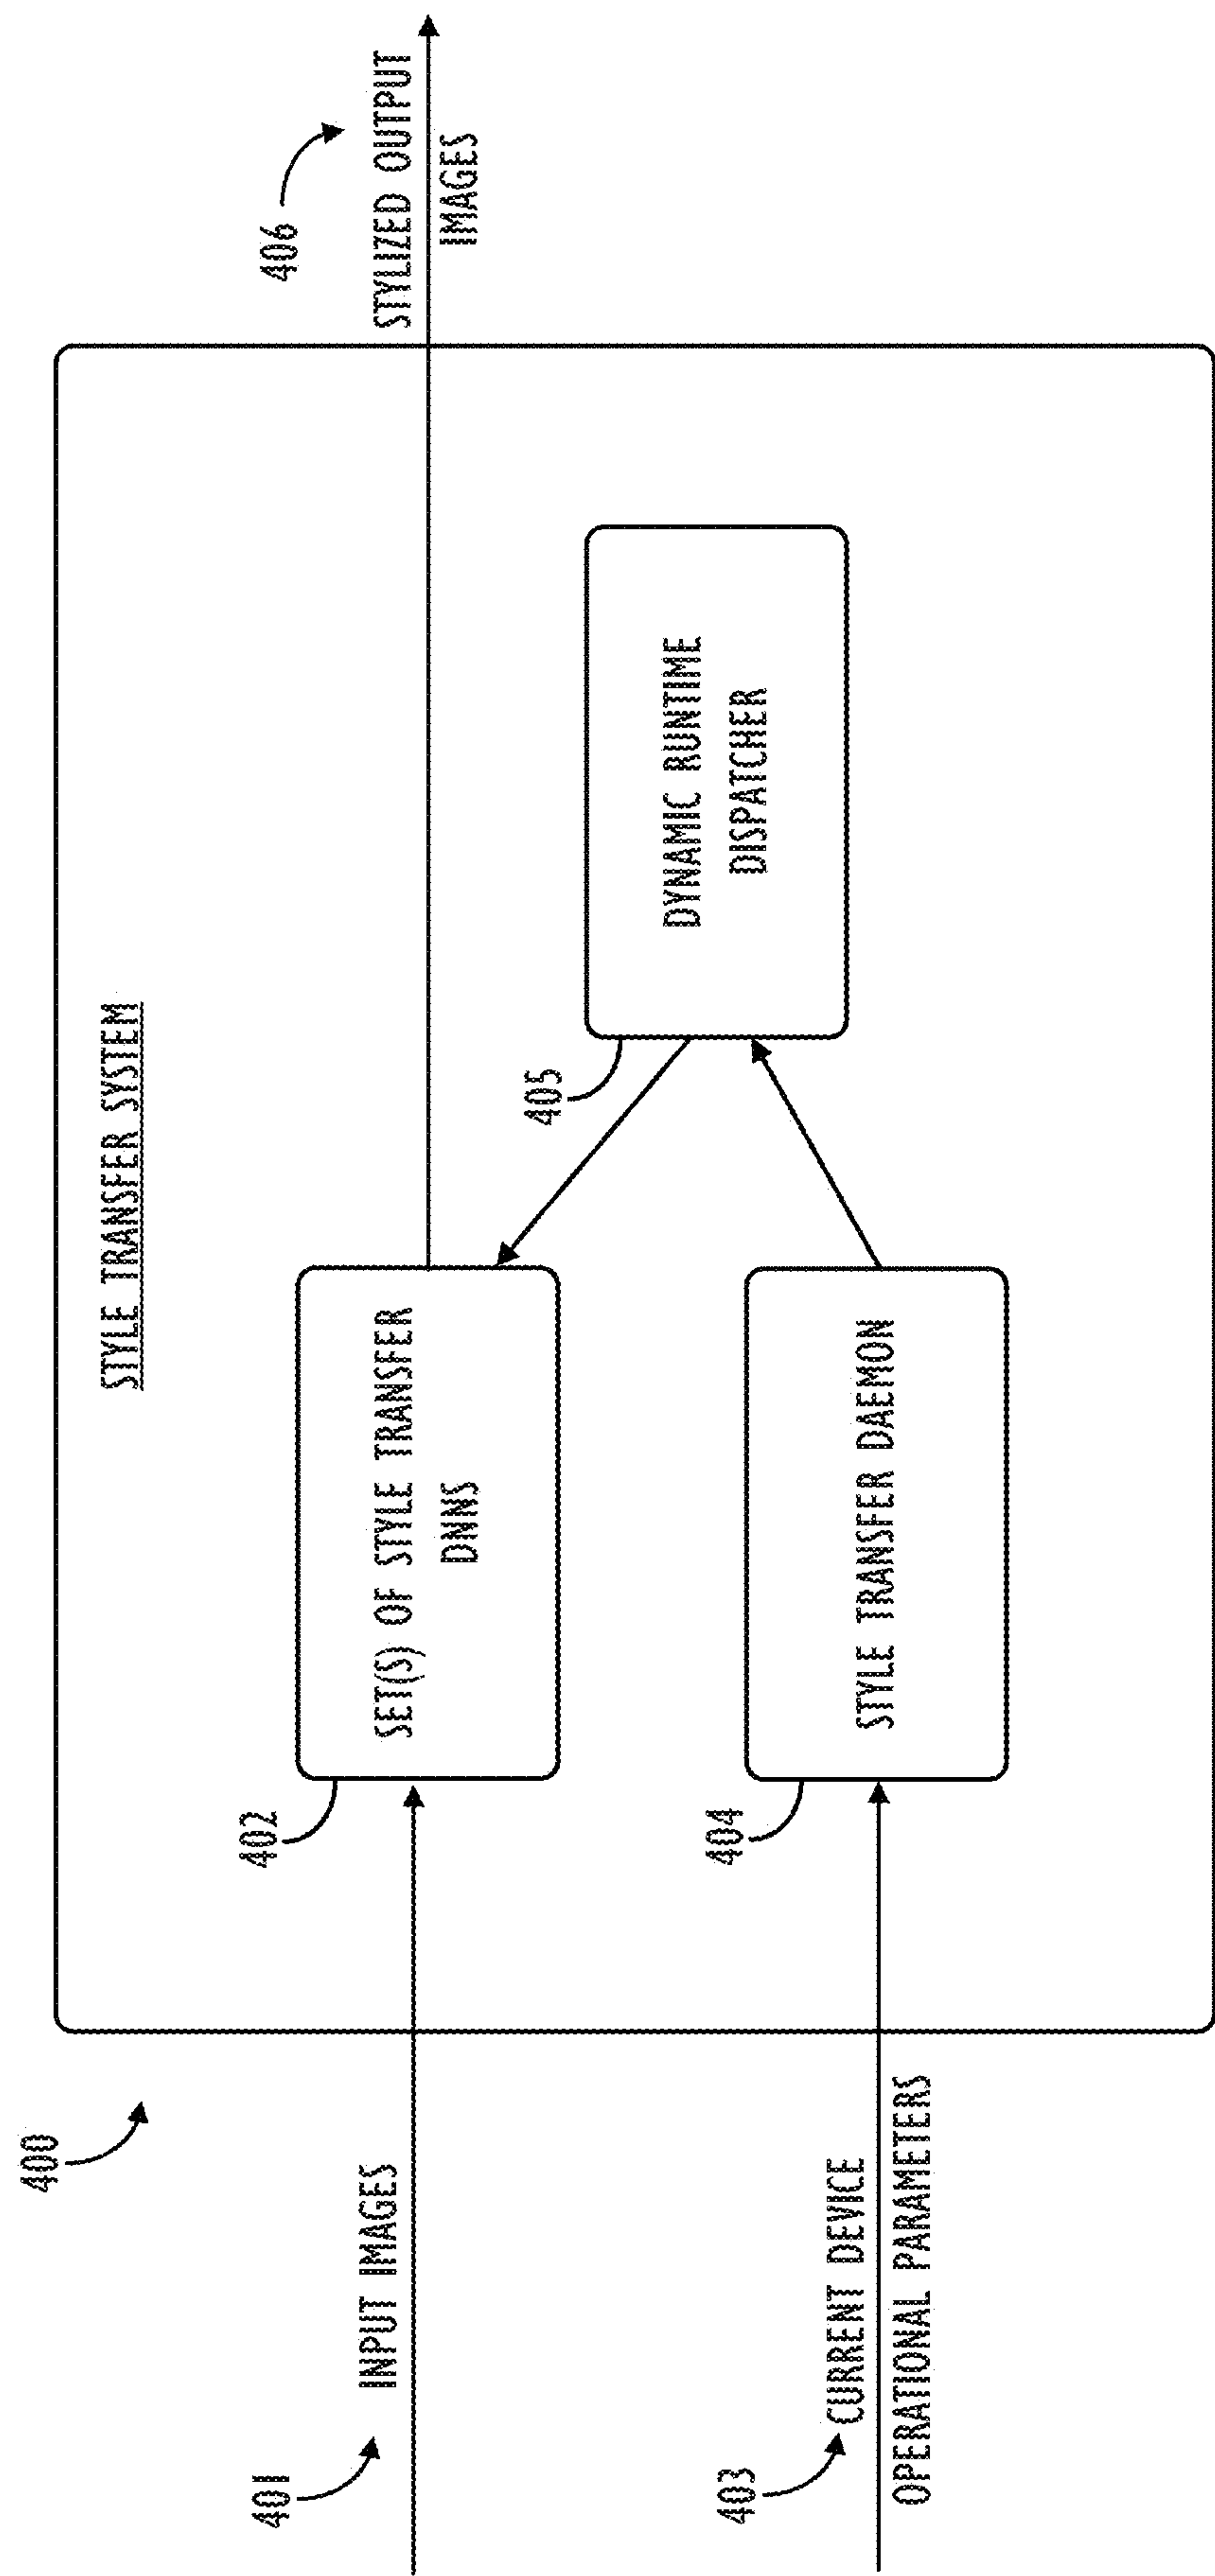 400
STYLE TRANSFER SYSTEM
401
INPUT IMAGES
402
SET(S) OF STYLE TRANSFER
DNNS
406
STYLIZED OUTPUT
IMAGES
405
DYNAMIC RUNTIME
DISPATCHER
403
CURRENT DEVICE
OPERATIONAL PARAMETERS
404
STYLE TRANSFER DAEMON